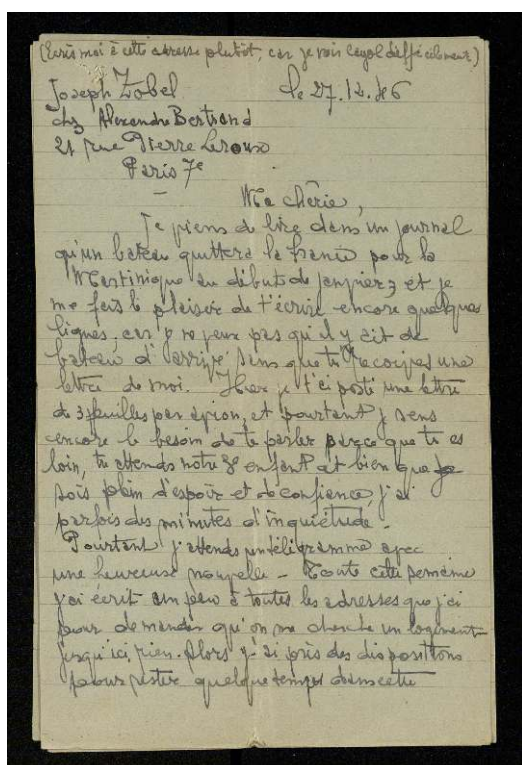 (Ecris moi à cette adresse plutôt, car je vois Cayol difficilement)
Joseph Zobel le 27.12.46
chz Alexandre Bertrand
21 rue Pierre Leroux
Paris 7e
Ma chérie,
Je viens de lire dans un journal
qu'un bateau quittera la France pour la
Martinique au débuts de janvier, et je
me fais le plaisir de t'écrire encore quelques
lignes, car je ne veux pas qu'il y ait de
bateau d'arrivé sans que tu reçoives une
lettre de moi. Hier je t'ai posté une lettre
de 3 feuilles par avion, et pourtant je sens
encore le besoin de te parler parce que tu es
loin, tu attends notre 3e enfant et bien que je
sois plein d'espoir et de confiance, j'ai
parfois des minutes d'inquiétude.
Pourtant j'attends un télégramme avec
une heureuse nouvelle - Toute cette semaine
j'ai ecrit un peu à toutes les adresses que j'ai
pour demander qu'on me cherche un logement
jusqu'ici, rien. Alors j'ai pris des dispositions
pour rester quelque temps dans cette